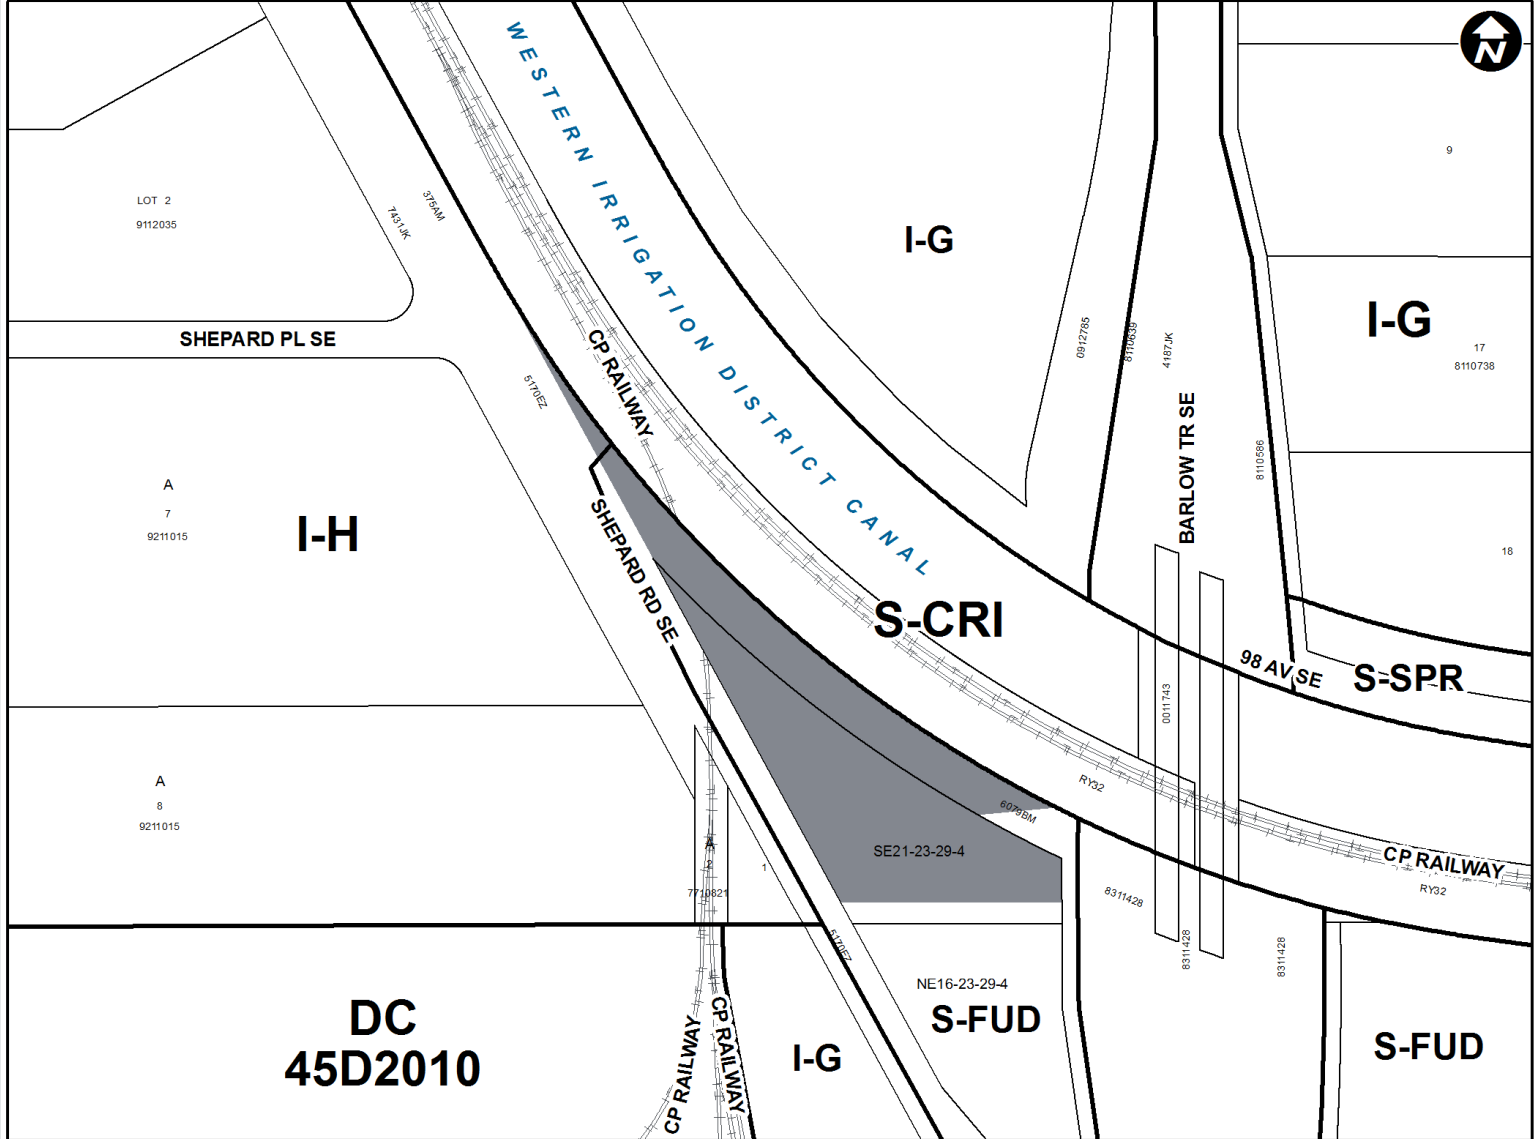 N
WESTERN IRRIGATION DISTRICT CANAL
9
LOT 2
9112035
7431JK
375AM
I-G
I-G
17
8110738
0912785
8110639
4187JK
SHEPARD PL SE
CP RAILWAY
5170EZ
BARLOW TR SE
8110586
A
7
9211015
I-H
18
SHEPARD RD SE
S-CRI
98 AV SE
S-SPR
0011743
A
8
9211015
RY32
6079BM
A
2
7710821
1
SE21-23-29-4
8311428
CP RAILWAY
RY32
5170EZ
8311428
8311428
NE16-23-29-4
S-FUD
DC
45D2010
CP RAILWAY
CP RAILWAY
I-G
S-FUD